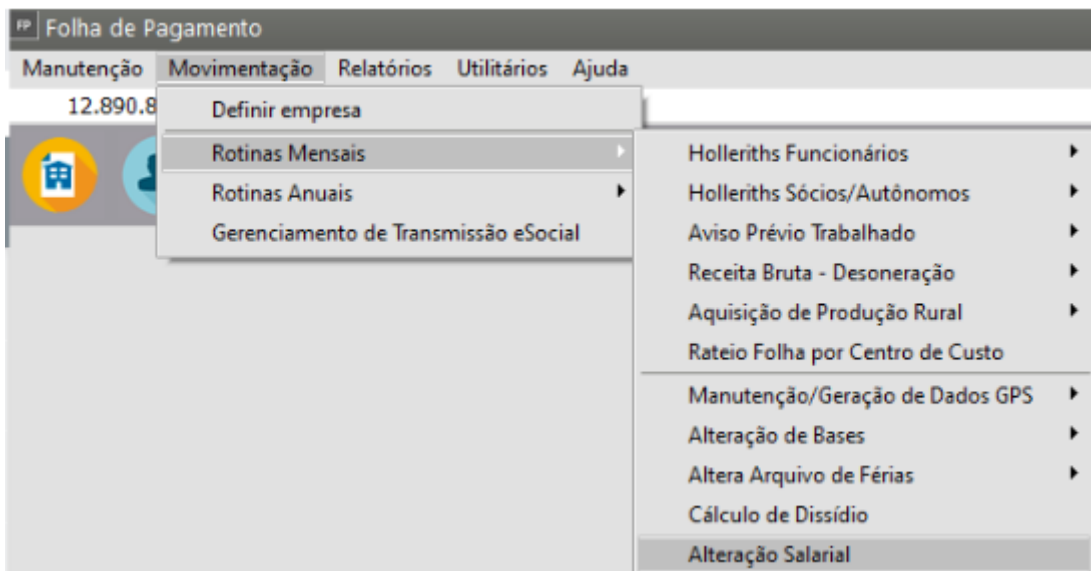 FP Folha de Pagamento
Manutenção Movimentação Relatórios Utilitários Ajuda
12.890.8
Definir empresa
Rotinas Mensais
Rotinas Anuais
Gerenciamento de Transmissão eSocial
Holleriths Funcionários
Holleriths Sócios/Autônomos
Aviso Prévio Trabalhado
Receita Bruta - Desoneração
Aquisição de Produção Rural
Rateio Folha por Centro de Custo
Manutenção/Geração de Dados GPS
Alteração de Bases
Altera Arquivo de Férias
Cálculo de Dissídio
Alteração Salarial